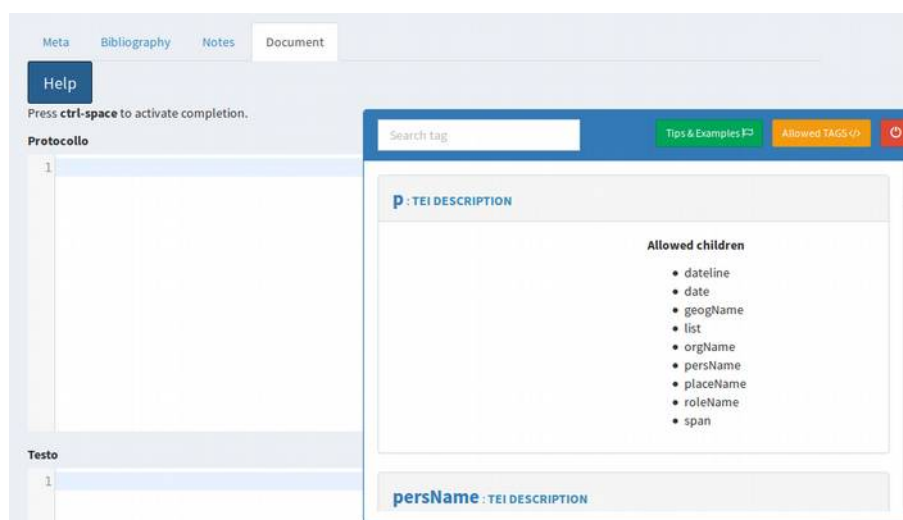 Meta Bibliography Notes Document
Help
Press ctrl-space to activate completion.
Protocollo
1
Search tag Tips & Examples Allowed TAGS </>
p : TEI DESCRIPTION
Allowed children
• dateline
• date
• geogName
• list
• orgName
• persName
• placeName
• roleName
• span
Testo
1
persName : TEI DESCRIPTION